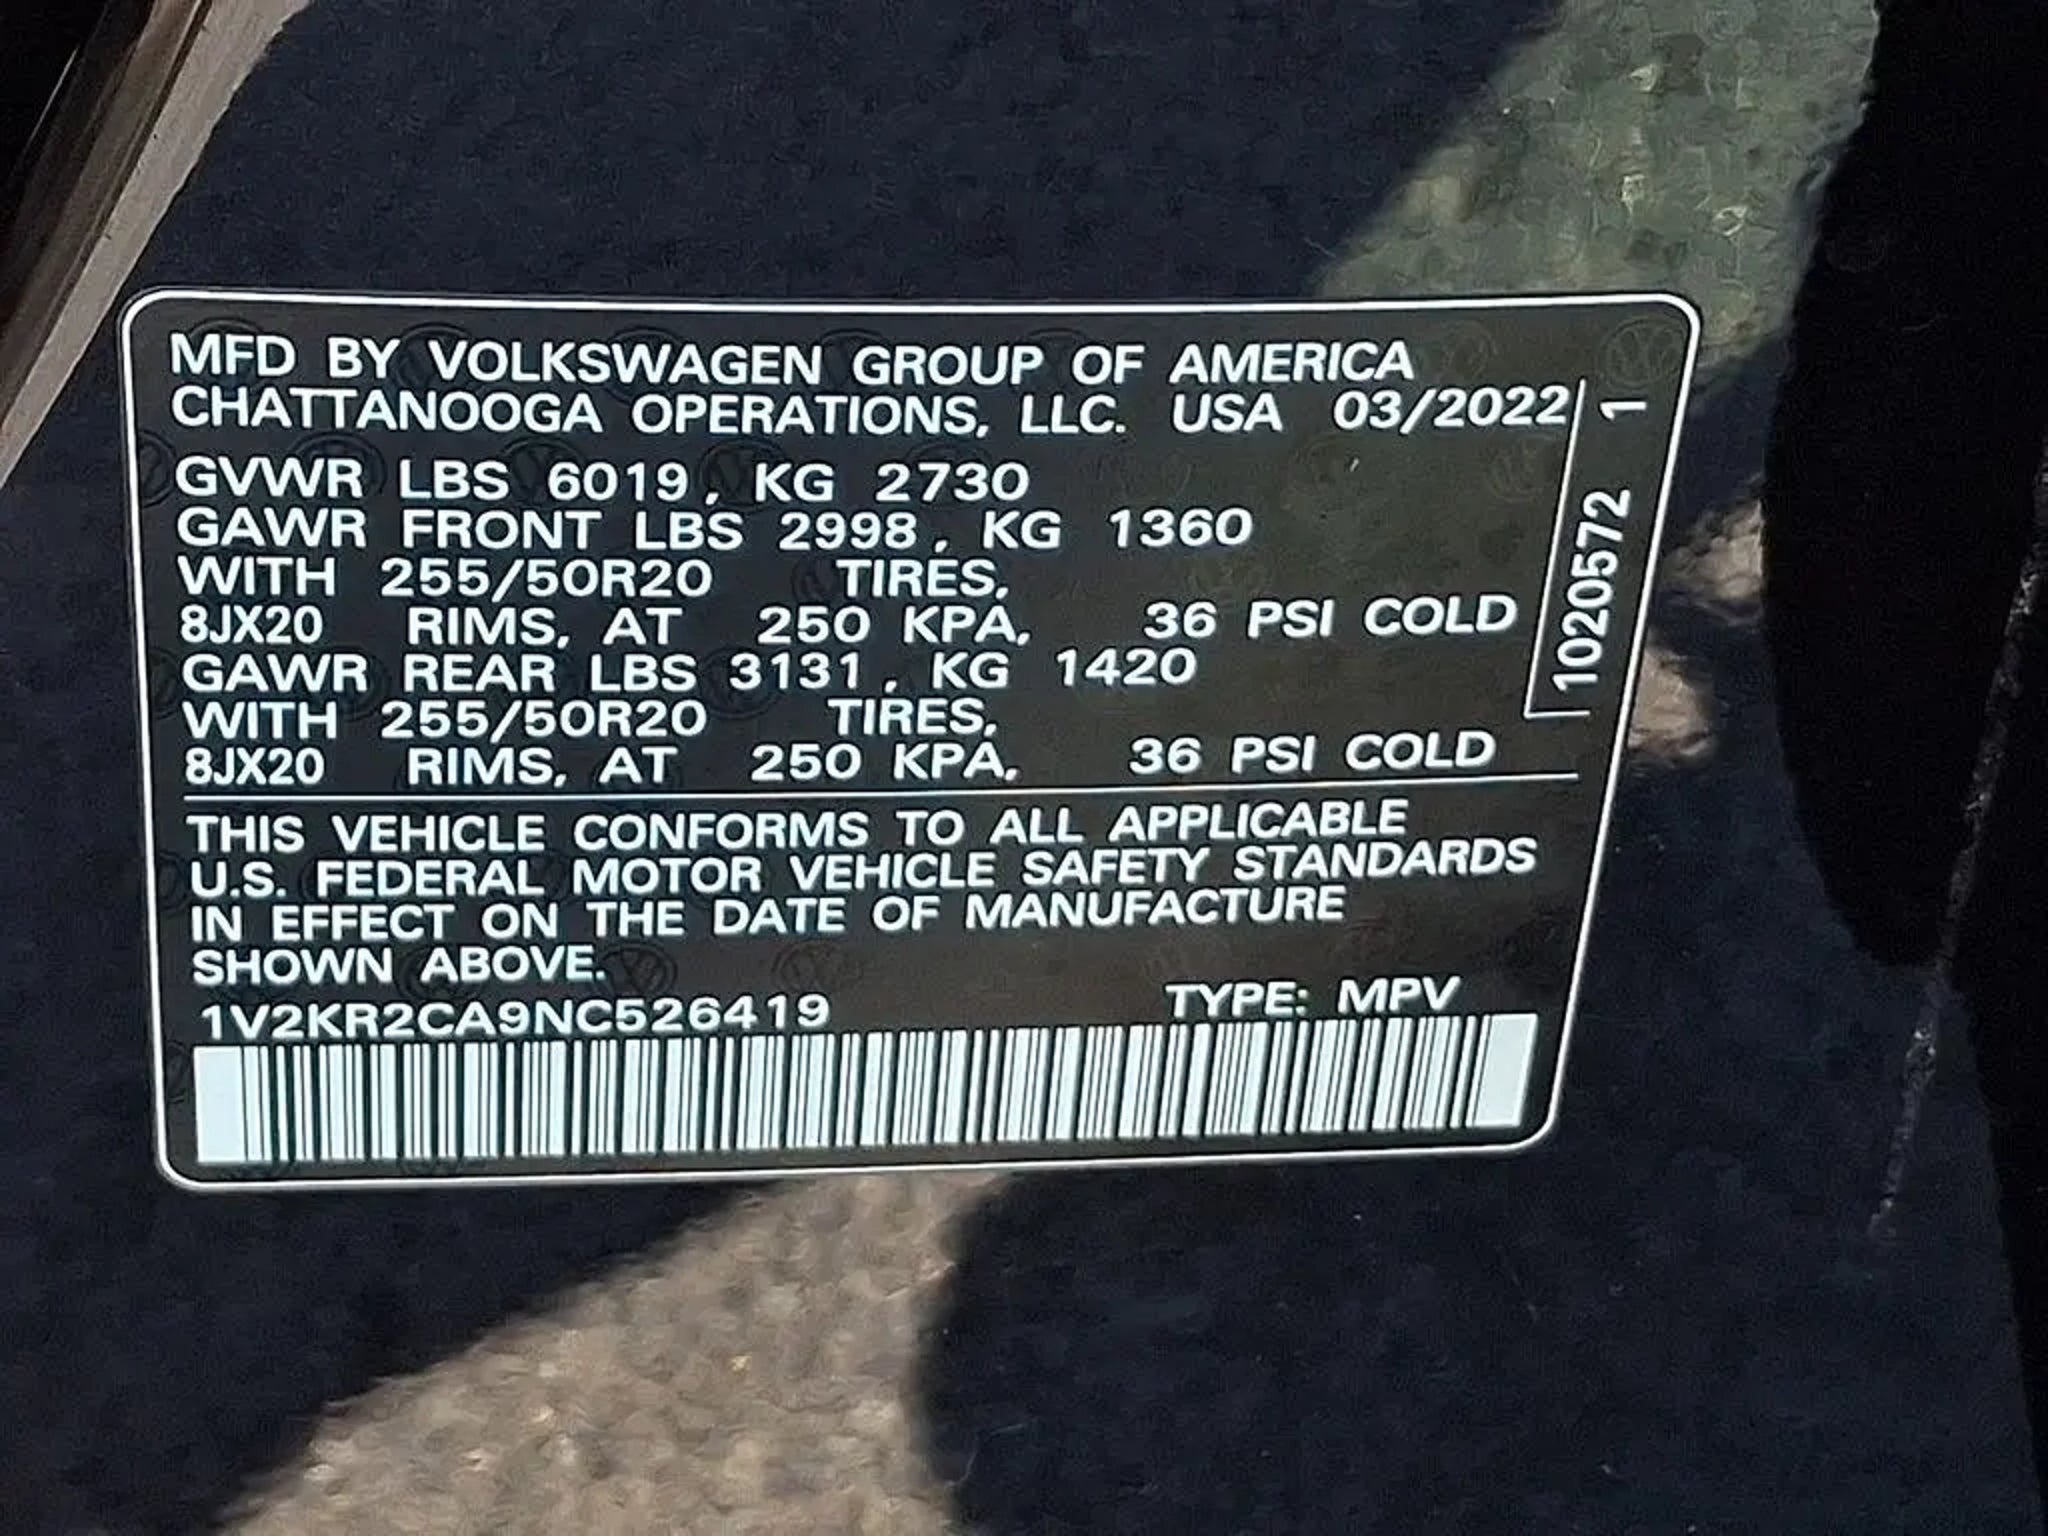 MFD BY VOLKSWAGEN GROUP OF AMERICA
CHATTANOOGA OPERATIONS, LLC. USA 03/2022
GVWR LBS 6019, KG 2730
GAWR FRONT LBS 2998, KG 1360
WITH 255/50R20 TIRES,
8JX20 RIMS, AT 250 KPA, 36 PSI COLD
GAWR REAR LBS 3131, KG 1420
WITH 255/50R20 TIRES,
8JX20 RIMS, AT 250 KPA, 36 PSI COLD
THIS VEHICLE CONFORMS TO ALL APPLICABLE
U.S. FEDERAL MOTOR VEHICLE SAFETY STANDARDS
IN EFFECT ON THE DATE OF MANUFACTURE
SHOWN ABOVE.
1V2KR2CA9NC526419 TYPE: MPV
1020572 1